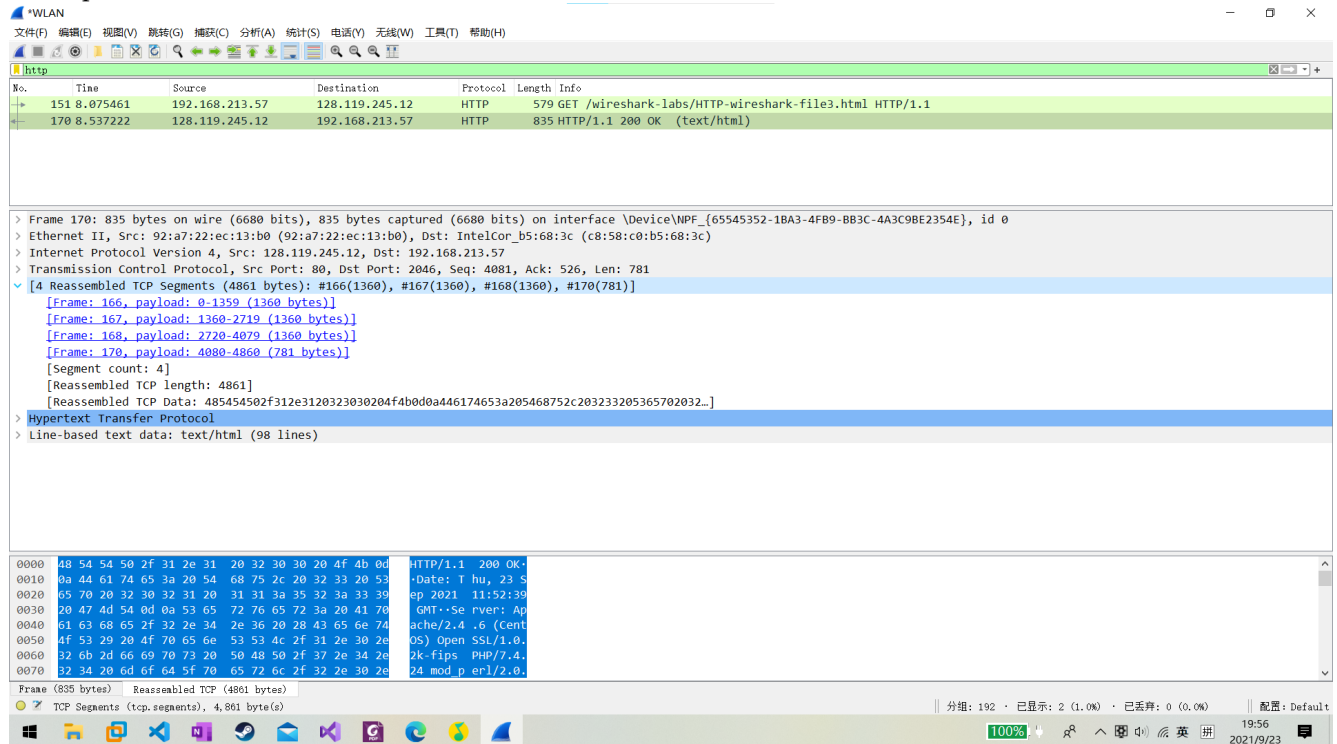 *WLAN
文件(F) 编辑(E) 视图(V) 跳转(G) 捕获(C) 分析(A) 统计(S) 电话(Y) 无线(W) 工具(T) 帮助(H)
http
No. Time Source Destination Protocol Length Info
151 8.075461 192.168.213.57 128.119.245.12 HTTP 579 GET /wireshark-labs/HTTP-wireshark-file3.html HTTP/1.1
170 8.537222 128.119.245.12 192.168.213.57 HTTP 835 HTTP/1.1 200 OK (text/html)
Frame 170: 835 bytes on wire (6680 bits), 835 bytes captured (6680 bits) on interface \Device\NPF_{65545352-1BA3-4FB9-BB3C-4A3C9BE2354E}, id 0
Ethernet II, Src: 92:a7:22:ec:13:b0 (92:a7:22:ec:13:b0), Dst: IntelCor_b5:68:3c (c8:58:c0:b5:68:3c)
Internet Protocol Version 4, Src: 128.119.245.12, Dst: 192.168.213.57
Transmission Control Protocol, Src Port: 80, Dst Port: 2046, Seq: 4081, Ack: 526, Len: 781
[4 Reassembled TCP Segments (4861 bytes): #166(1360), #167(1360), #168(1360), #170(781)]
[Frame: 166, payload: 0-1359 (1360 bytes)]
[Frame: 167, payload: 1360-2719 (1360 bytes)]
[Frame: 168, payload: 2720-4079 (1360 bytes)]
[Frame: 170, payload: 4080-4860 (781 bytes)]
[Segment count: 4]
[Reassembled TCP length: 4861]
[Reassembled TCP Data: 485454502f312e3120323030204f4b0d0a446174653a205468752c203233205365702032…]
Hypertext Transfer Protocol
Line-based text data: text/html (98 lines)
0000 48 54 54 50 2f 31 2e 31 20 32 30 30 20 4f 4b 0d HTTP/1.1 200 OK·
0010 0a 44 61 74 65 3a 20 54 68 75 2c 20 32 33 20 53 ·Date: T hu, 23 S
0020 65 70 20 32 30 32 31 20 31 31 3a 35 32 3a 33 39 ep 2021 11:52:39
0030 20 47 4d 54 0d 0a 53 65 72 76 65 72 3a 20 41 70 GMT··Se rver: Ap
0040 61 63 68 65 2f 32 2e 34 2e 36 20 28 43 65 6e 74 ache/2.4 .6 (Cent
0050 4f 53 29 20 4f 70 65 6e 53 53 4c 2f 31 2e 30 2e OS) Open SSL/1.0.
0060 32 6b 2d 66 69 70 73 20 50 48 50 2f 37 2e 34 2e 2k-fips PHP/7.4.
0070 32 34 20 6d 6f 64 5f 70 65 72 6c 2f 32 2e 30 2e 24 mod_p erl/2.0.
Frame (835 bytes) Reassembled TCP (4861 bytes)
TCP Segments (tcp.segments), 4,861 byte(s) 分组: 192 · 已显示: 2 (1.0%) · 已丢弃: 0 (0.0%) 配置: Default
100% 英 拼 19:56
2021/9/23